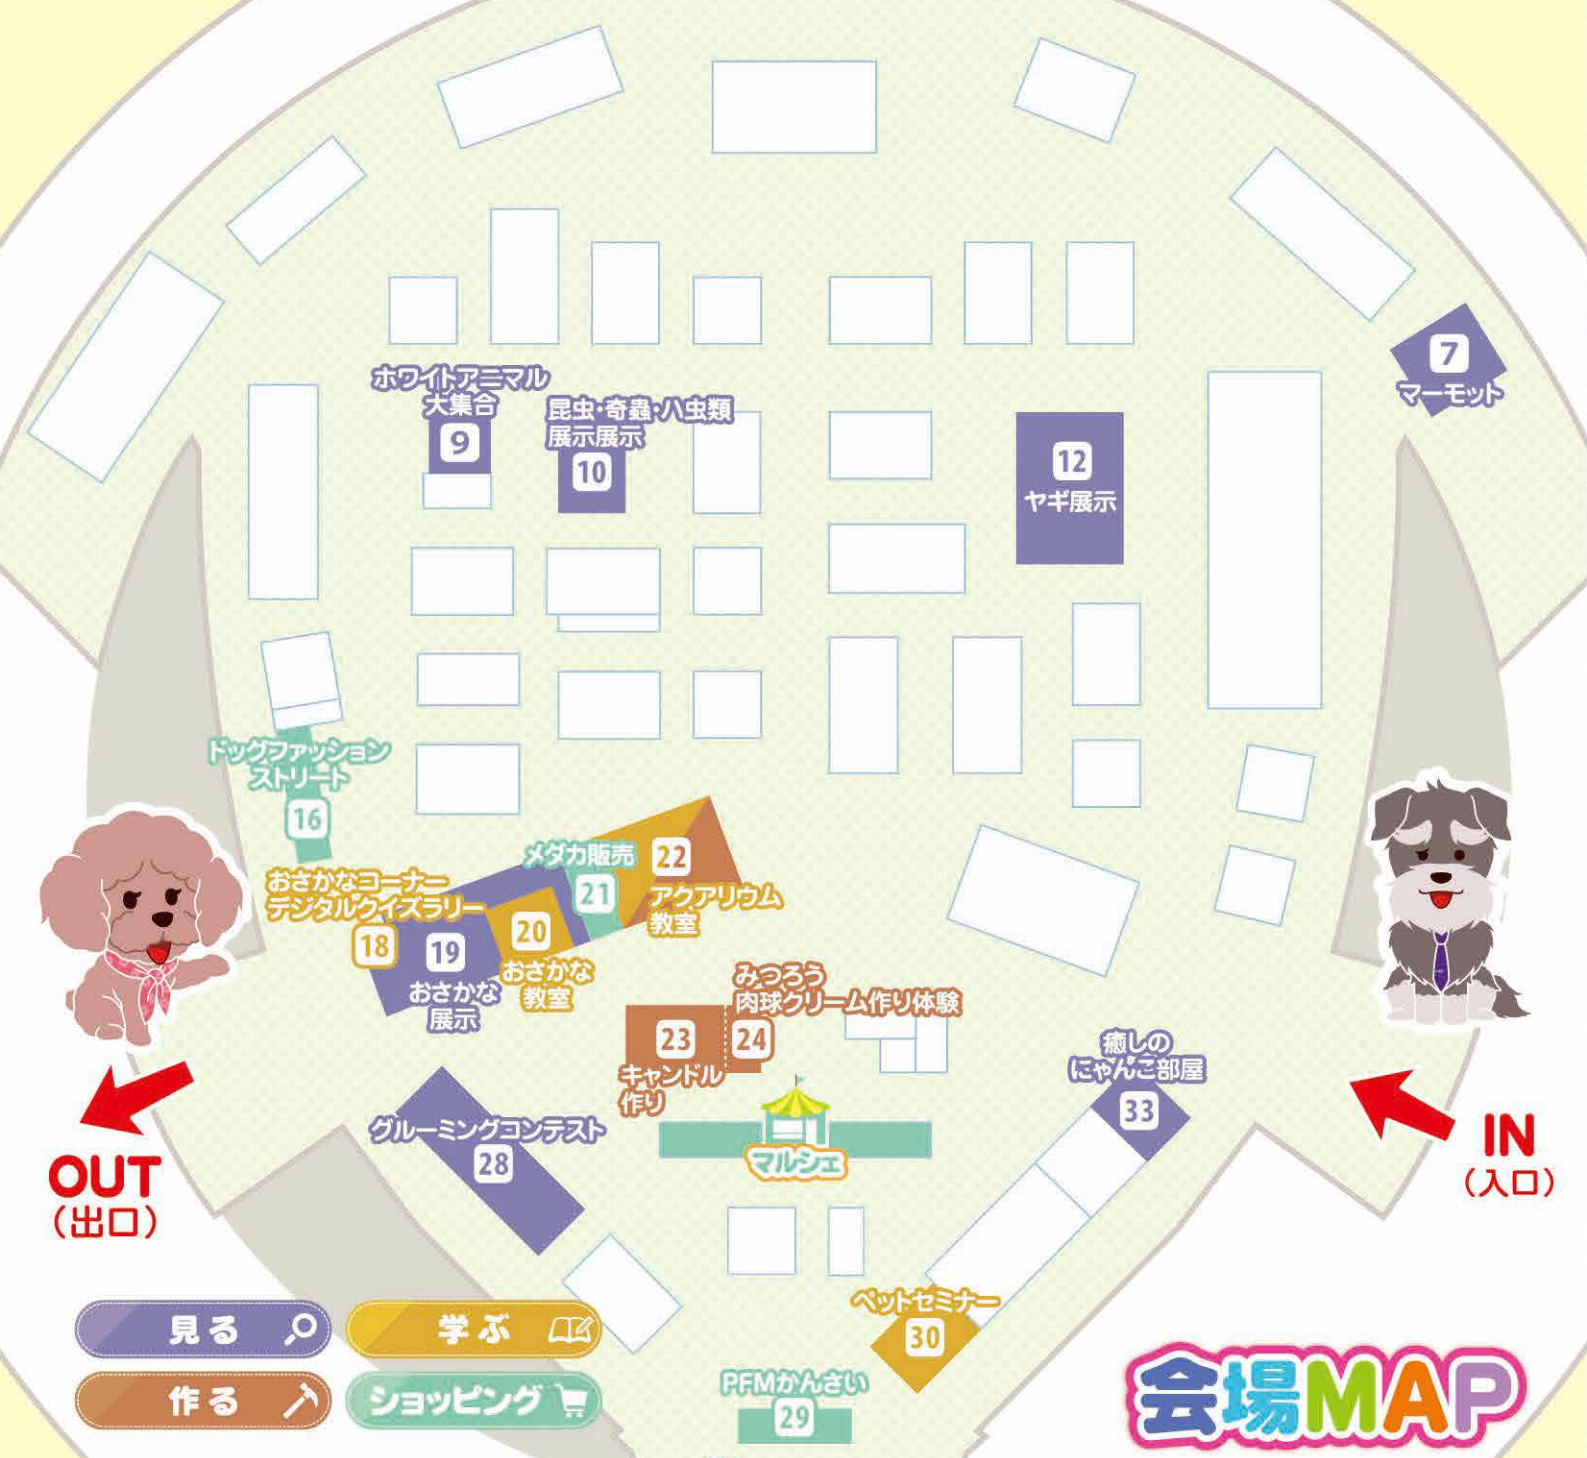 7
マーモット
ホワイトアニマル
大集合
9
昆虫・奇蟲・ハ虫類
展示展示
10
12
ヤギ展示
ドッグファッション
ストリート
16
メダカ販売
21
22
アクアリウム
教室
おさかなコーナー
デジタルクイズラリー
18
19
おさかな
展示
20
おさかな
教室
みつろう
肉球クリーム作り体験
23
24
キャンドル
作り
癒しの
にゃんこ部屋
33
グルーミングコンテスト
28
マルシェ
OUT
（出口）
IN
（入口）
ペットセミナー
30
PFMかんさい
29
見る
学ぶ
作る
ショッピング
会場MAP